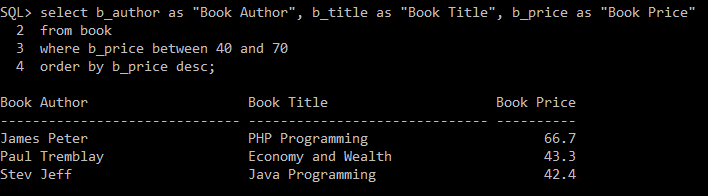 SQL> select b_author as "Book Author", b_title as "Book Title", b_price as "Book Price"
  2  from book
  3  where b_price between 40 and 70
  4  order by b_price desc;

Book Author                    Book Title                     Book Price
------------------------------ ------------------------------ ----------
James Peter                    PHP Programming                      66.7
Paul Tremblay                  Economy and Wealth                   43.3
Stev Jeff                      Java Programming                     42.4